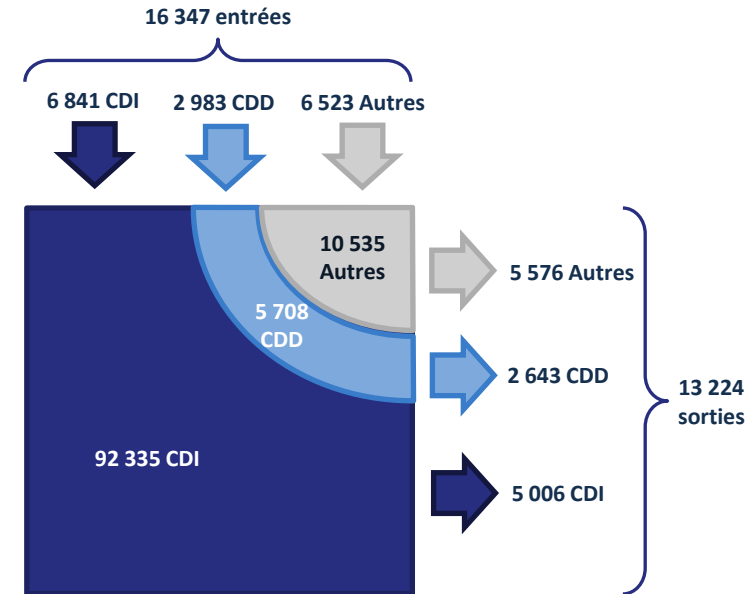 16 347 entrées
6 841 CDI
2 983 CDD
6 523 Autres
10 535
Autres
5 576 Autres
5 708
CDD
2 643 CDD
13 224
sorties
92 335 CDI
5 006 CDI